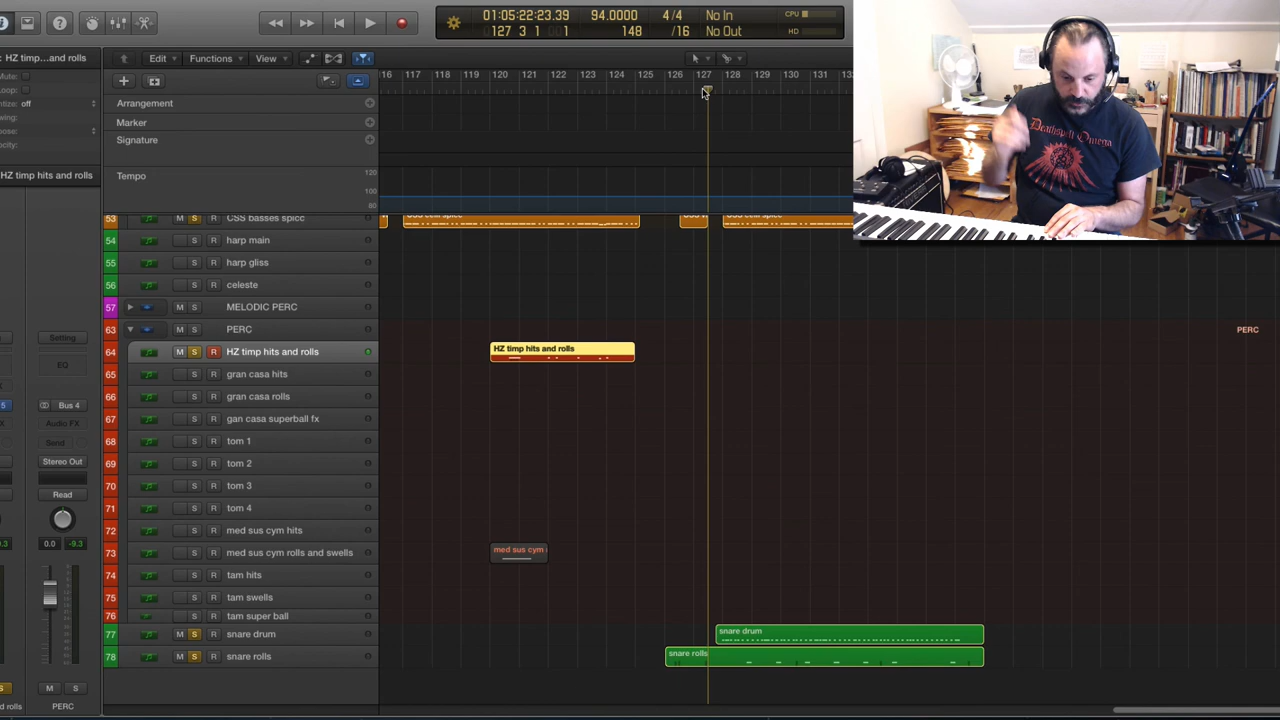 01:05:22:23.39 94.0000 4/4 No In CPU
127 3 1 1 148 /16 No Out HD
HZ timp...and rolls
Edit Functions View
Mute:
Loop:
off
HZ timp hits and rolls
117 118 119 120 121 122 123 124 125 126 127 128 129 130 131
Arrangement
Marker
Signature
Tempo
120
100
80
53 M S CSS basses spicc
54 M S R harp main
55 M S R harp gliss
56 M S R celeste
57 M S MELODIC PERC
63 M S PERC PERC
64 M S R HZ timp hits and rolls HZ timp hits and rolls
65 S R gran casa hits
66 S R gran casa rolls
67 S R gan casa superball fx
68 S R tom 1
69 S R tom 2
70 S R tom 3
71 S R tom 4
72 S R med sus cym hits
73 S R med sus cym rolls and swells med sus cym
74 S R tam hits
75 S R tam swells
76 S R tam super ball
77 M S snare drum snare drum
78 M S snare rolls snare rolls
Setting
EQ
Bus 4
Audio FX
Send
Stereo Out
Read
0.0 -9.3
M S
d rolls PERC
Deathspell Omega